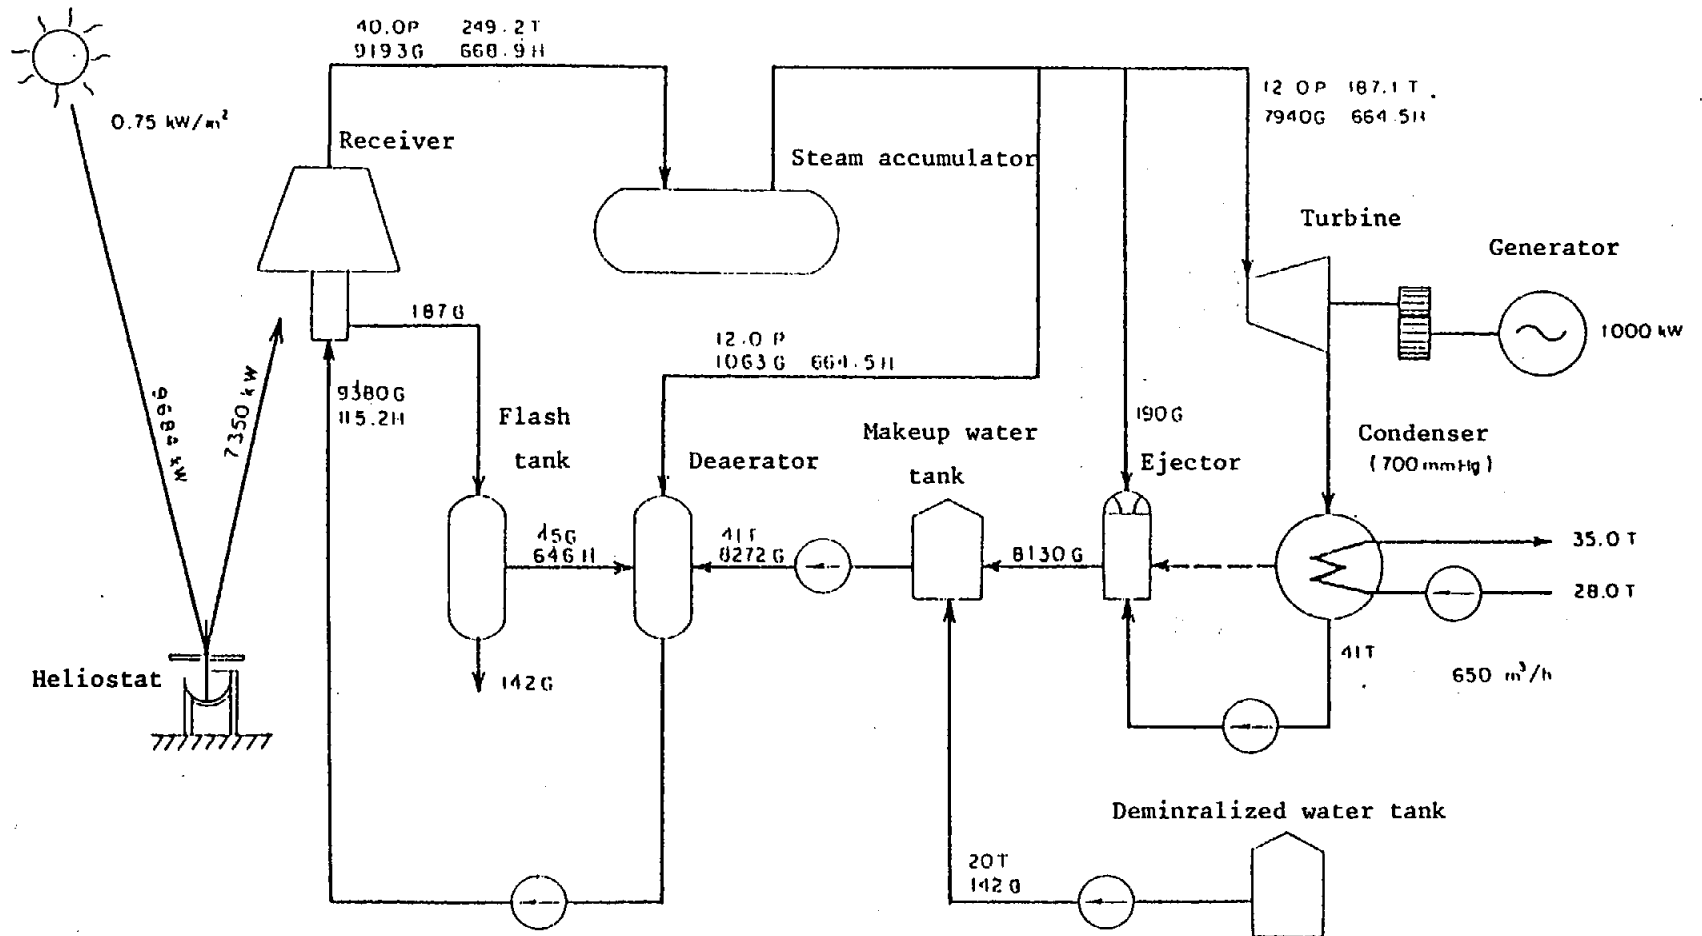 40.0P 249.2T
9193G 668.9H
0.75 kW/m²
Receiver
Steam accumulator
12.0P 187.1T
7940G 664.5H
Turbine
Generator
1000 kW
187G
12.0P
1063G 664.5H
9380G
115.2H
9684 kW
7350 kW
Flash
tank
Deaerator
Makeup water
tank
190G
Ejector
Condenser
(700mmHg)
45G
646H
41T
8272G
8130G
35.0T
28.0T
41T
650 m³/h
Heliostat
142G
Deminralized water tank
20T
142G